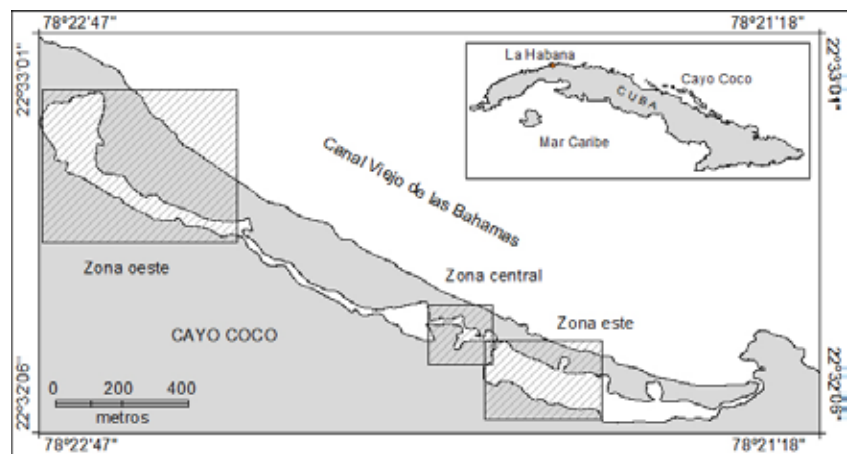 78º22'47"
78º21'18"
22º33'01"
22º33'01"
La Habana
Cayo Coco
CUBA
Mar Caribe
Canal Viejo de las Bahamas
Zona oeste
Zona central
Zona este
CAYO COCO
0 200 400
metros
22º32'06"
22º32'06"
78º22'47"
78º21'18"